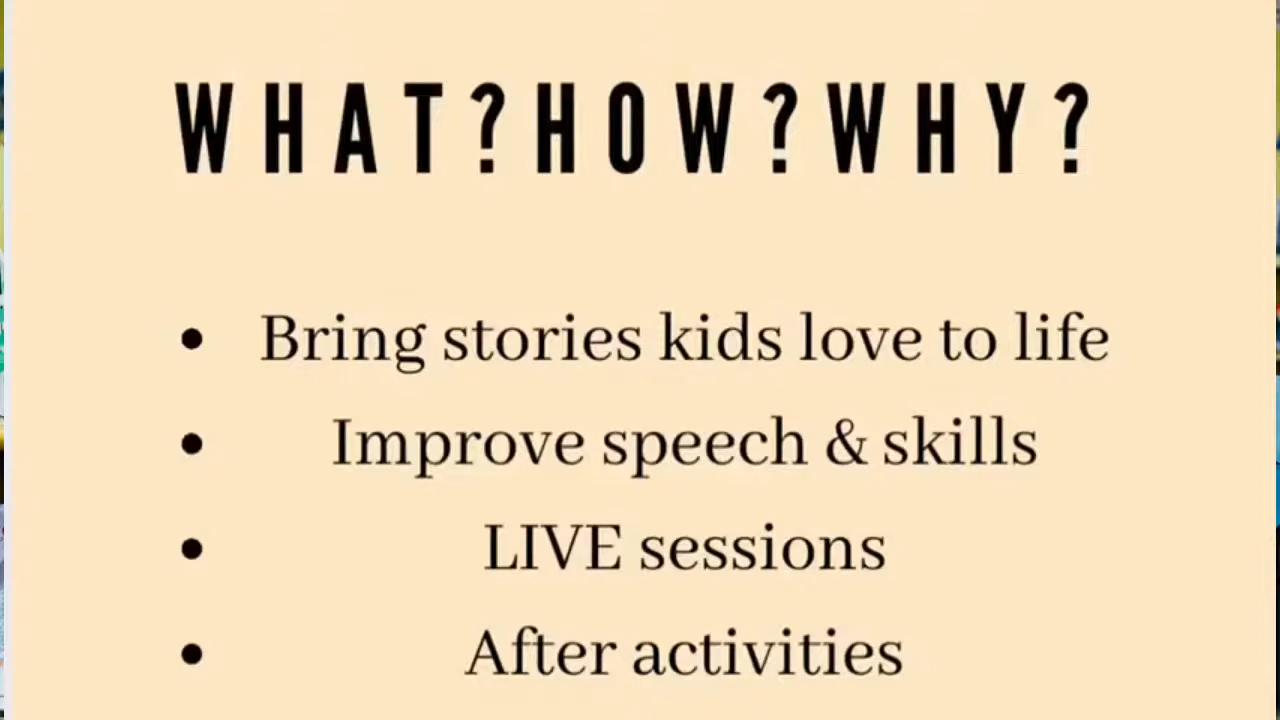 WHAT?HOW?WHY?
• Bring stories kids love to life
• Improve speech & skills
• LIVE sessions
• After activities